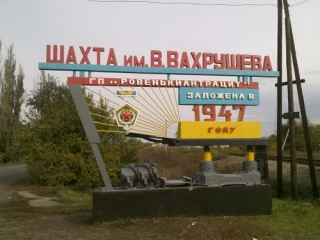 ШАХТА ИМ. В. ВАХРУШЕВА
ГП „РОВЕНЬКИАНТРАЦИТ"
ЗАЛОЖЕНА В
1947
ГОДУ